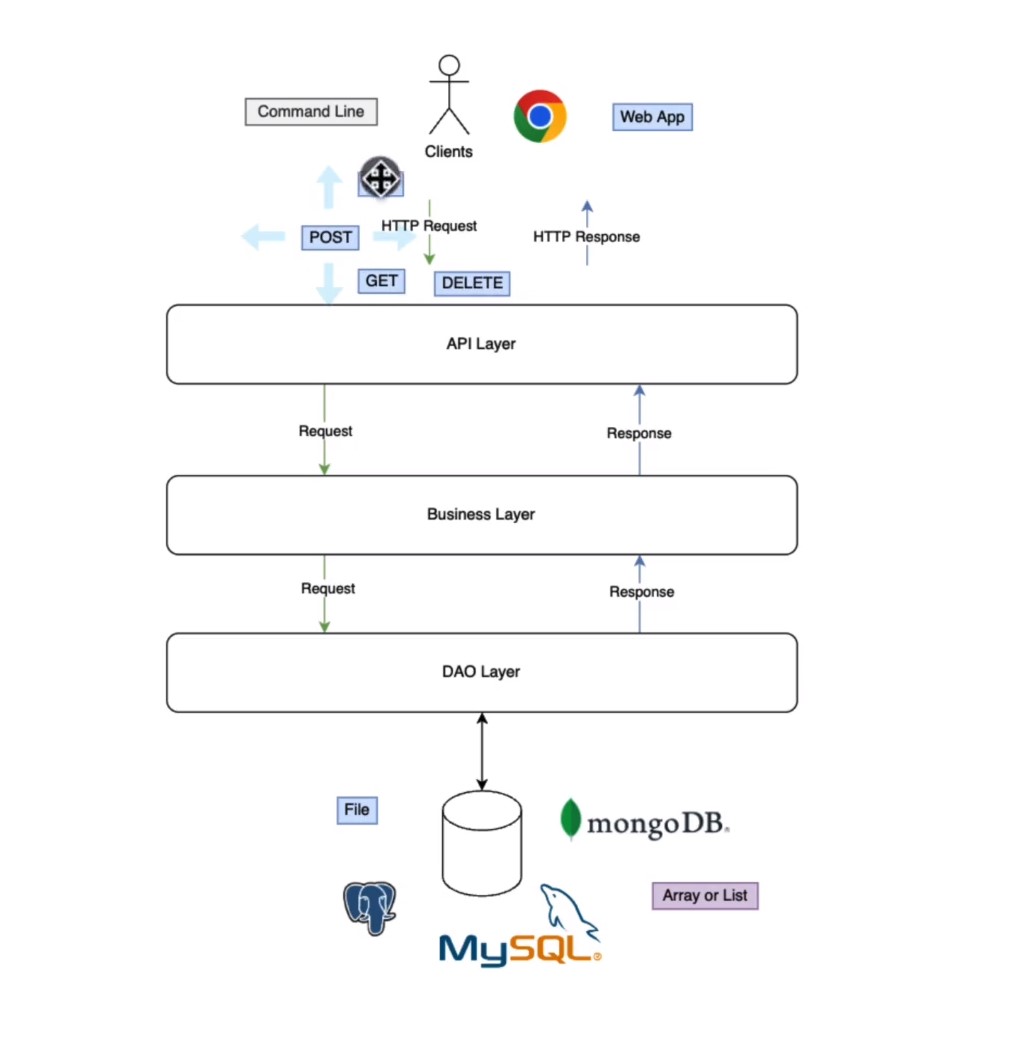 Command Line
Web App
Clients
POST
HTTP Request
HTTP Response
GET
DELETE
API Layer
Request
Response
Business Layer
Request
Response
DAO Layer
File
mongoDB®
Array or List
MySQL®